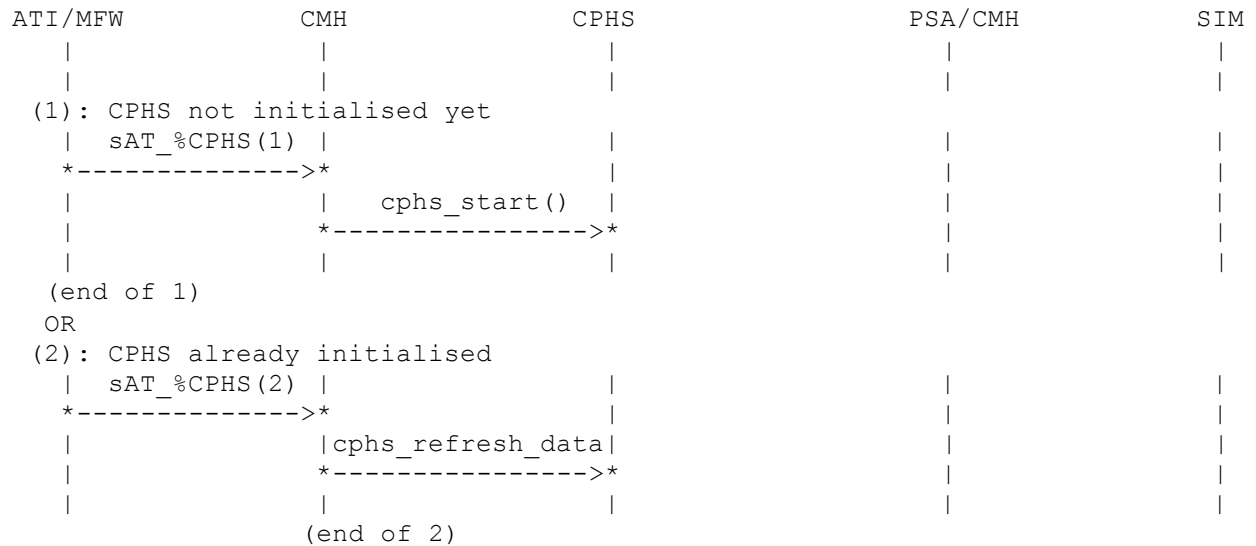 ATI/MFW CMH CPHS PSA/CMH SIM
(1): CPHS not initialised yet
sAT_%CPHS(1)
cphs_start()
(end of 1)
OR
(2): CPHS already initialised
sAT_%CPHS(2)
cphs_refresh_data
(end of 2)